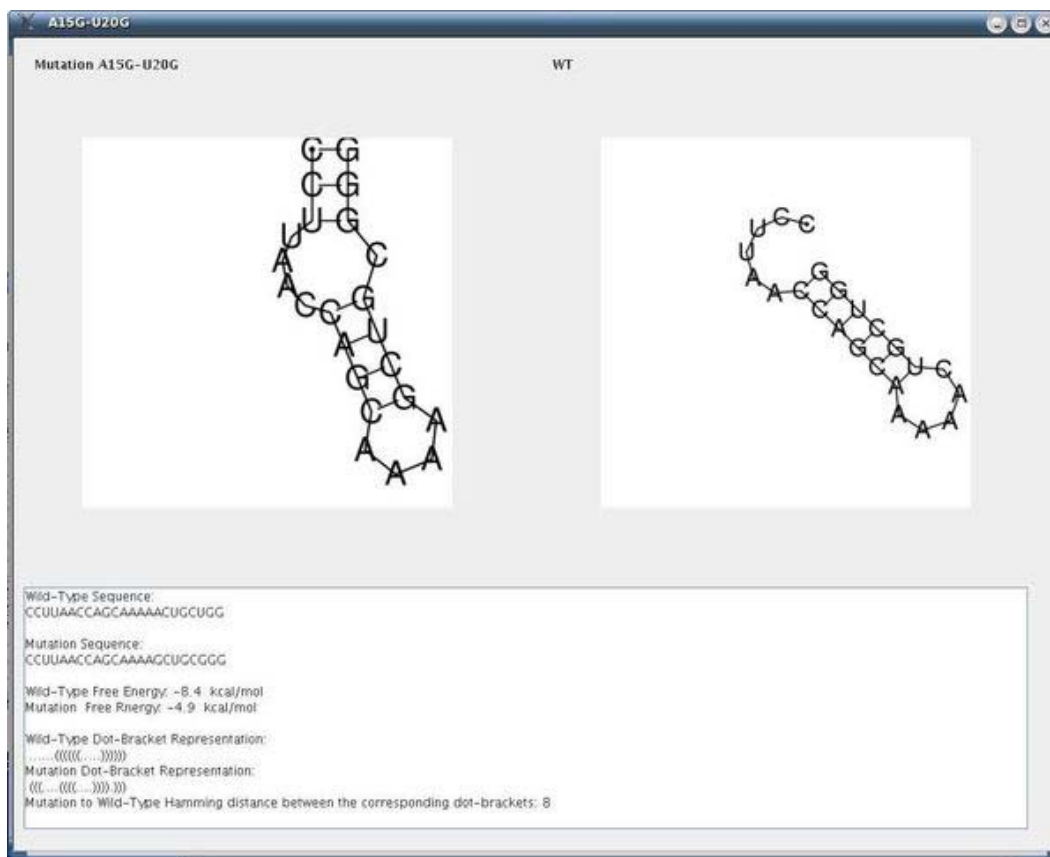 A15G-U20G
Mutation A15G-U20G
WT
CCUUAACCAGCAAAAGCUGCGGG
CCUUAACCAGCAAAAACUGCUGG
Wild-Type Sequence:
CCUUAACCAGCAAAAACUGCUGG
Mutation Sequence:
CCUUAACCAGCAAAAGCUGCGGG
Wild-Type Free Energy: -8.4 kcal/mol
Mutation Free Rnergy: -4.9 kcal/mol
Wild-Type Dot-Bracket Representation:
......((((((.....))))))
Mutation Dot-Bracket Representation:
(((....((((....)))).)))
Mutation to Wild-Type Hamming distance between the corresponding dot-brackets: 8